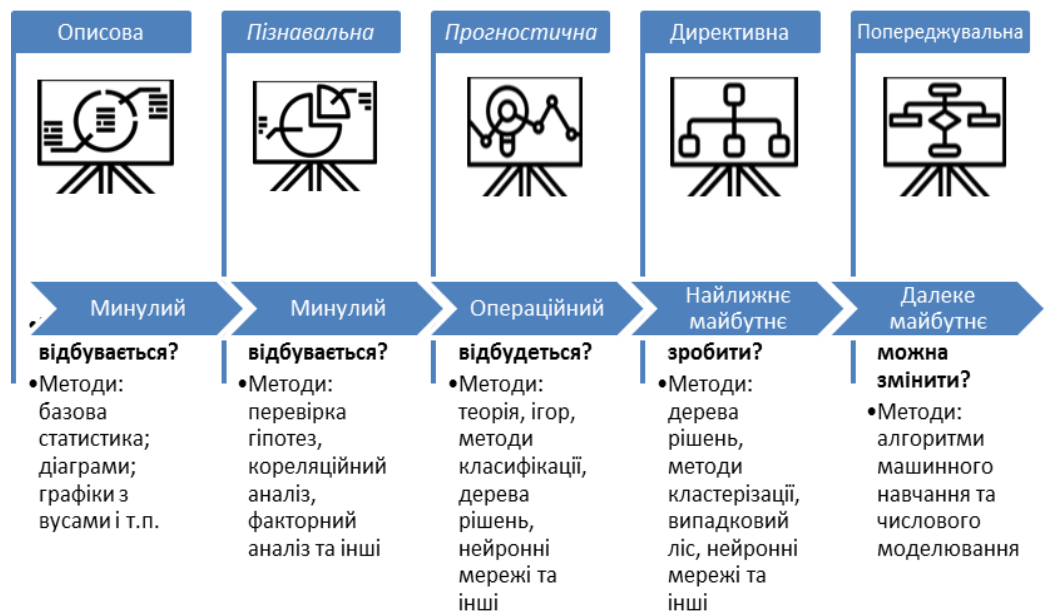 Описова
Пізнавальна
Прогностична
Директивна
Попереджувальна
Минулий
Минулий
Операційний
Найлижнє
майбутнє
Далеке
майбутнє
відбувається?
•Методи:
базова
статистика;
діаграми;
графіки з
вусами і т.п.
відбувається?
•Методи:
перевірка
гіпотез,
кореляційний
аналіз,
факторний
аналіз та інші
відбудеться?
•Методи:
теорія, ігор,
методи
класифікації,
дерева
рішень,
нейронні
мережі та
інші
зробити?
•Методи:
дерева
рішень,
методи
кластерізації,
випадковий
ліс, нейронні
мережі та
інші
можна
змінити?
•Методи:
алгоритми
машинного
навчання та
числового
моделювання